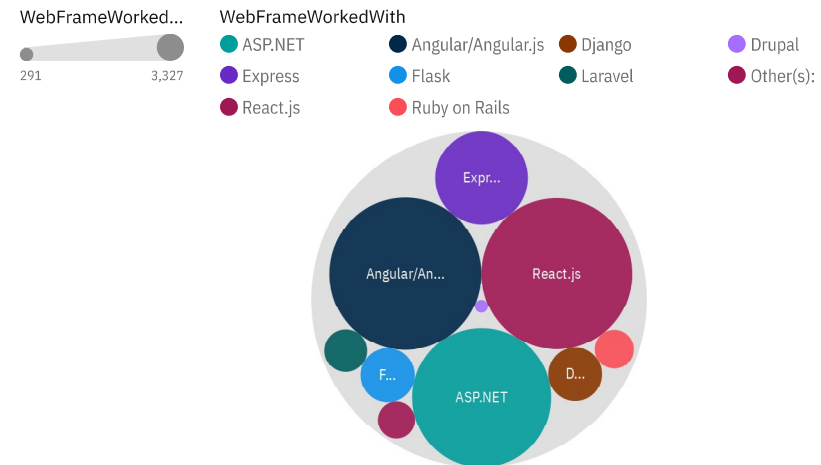 WebFrameWorked...
291 3,327
WebFrameWorkedWith
ASP.NET Angular/Angular.js Django Drupal
Express Flask Laravel Other(s):
React.js Ruby on Rails
Expr...
Angular/An... React.js
F... D...
ASP.NET